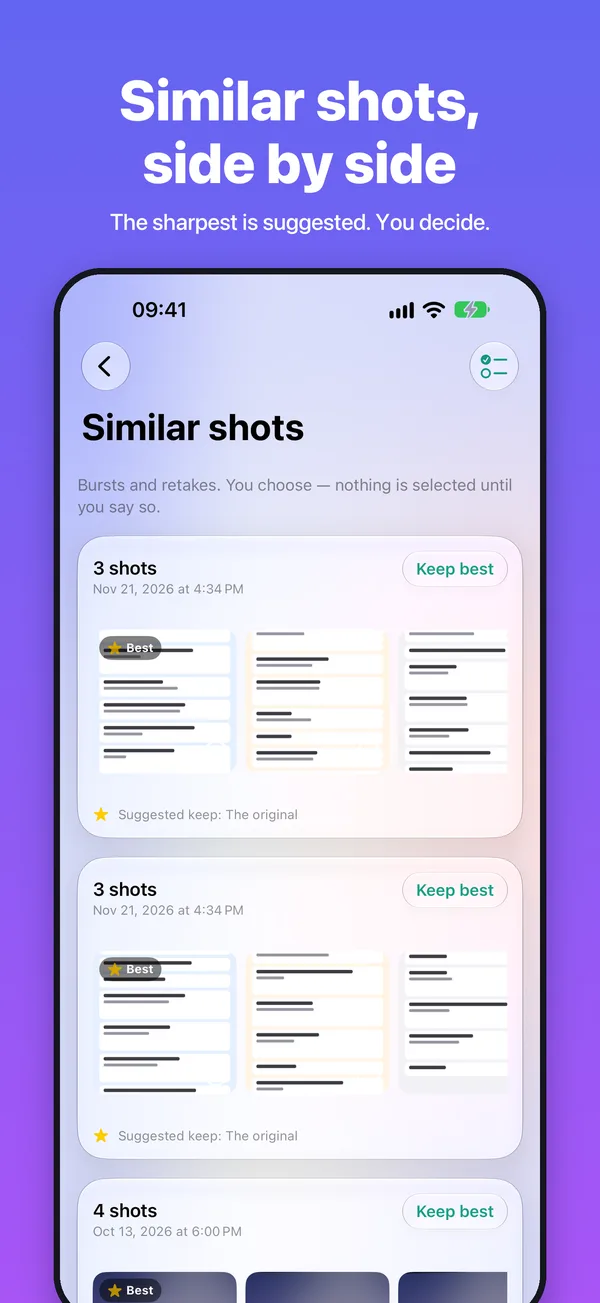 Similar shots,
side by side
The sharpest is suggested. You decide.
09:41
Similar shots
Bursts and retakes. You choose — nothing is selected until
you say so.
3 shots
Keep best
Nov 21, 2026 at 4:34 PM
Best
Suggested keep: The original
3 shots
Keep best
Nov 21, 2026 at 4:34 PM
Best
Suggested keep: The original
4 shots
Keep best
Oct 13, 2026 at 6:00 PM
Best